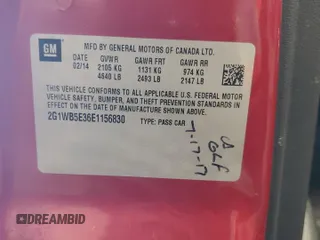 GM
MFD BY GENERAL MOTORS OF CANADA LTD.
DATE GVWR GAWR FRT GAWR RR
02/14 2105 KG 1131 KG 974 KG
4640 LB 2493 LB 2147 LB
THIS VEHICLE CONFORMS TO ALL APPLICABLE U.S. FEDERAL MOTOR
VEHICLE SAFETY, BUMPER, AND THEFT PREVENTION STANDARDS
IN EFFECT ON THE DATE OF MANUFACTURE SHOWN ABOVE.
2G1WB5E36E1156830 TYPE: PASS CAR
7-17-17
DREAMBID